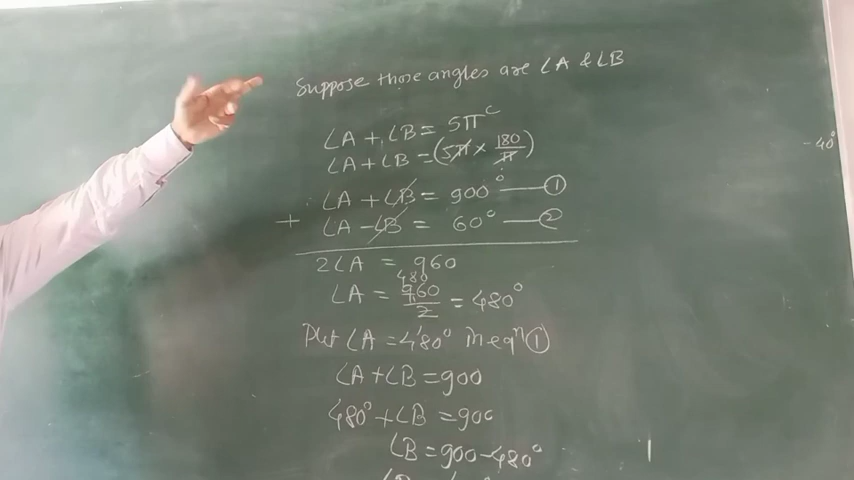 Suppose those angles are ∠A & ∠B
∠A + ∠B = 5π^c
∠A + ∠B = (5π × 180/π)°
∠A + ∠B = 900° — ①
+ ∠A - ∠B = 60° — ②
2∠A = 960
480
∠A = 960/2 = 480°
Put ∠A = 480° in eqⁿ ①
∠A + ∠B = 900
480° + ∠B = 900
∠B = 900 - 480°
- 40°